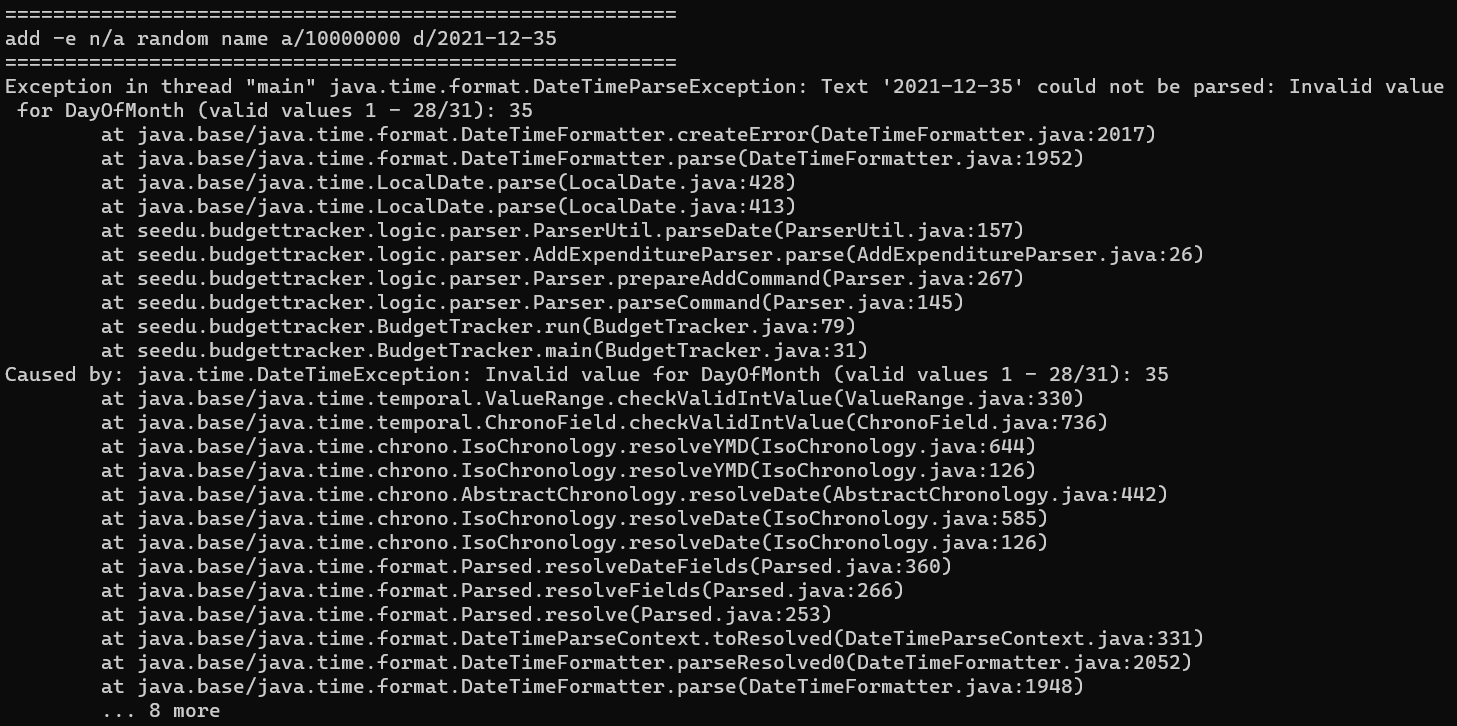 ========================================================
add -e n/a random name a/10000000 d/2021-12-35
========================================================
Exception in thread "main" java.time.format.DateTimeParseException: Text '2021-12-35' could not be parsed: Invalid value
 for DayOfMonth (valid values 1 - 28/31): 35
        at java.base/java.time.format.DateTimeFormatter.createError(DateTimeFormatter.java:2017)
        at java.base/java.time.format.DateTimeFormatter.parse(DateTimeFormatter.java:1952)
        at java.base/java.time.LocalDate.parse(LocalDate.java:428)
        at java.base/java.time.LocalDate.parse(LocalDate.java:413)
        at seedu.budgettracker.logic.parser.ParserUtil.parseDate(ParserUtil.java:157)
        at seedu.budgettracker.logic.parser.AddExpenditureParser.parse(AddExpenditureParser.java:26)
        at seedu.budgettracker.logic.parser.Parser.prepareAddCommand(Parser.java:267)
        at seedu.budgettracker.logic.parser.Parser.parseCommand(Parser.java:145)
        at seedu.budgettracker.BudgetTracker.run(BudgetTracker.java:79)
        at seedu.budgettracker.BudgetTracker.main(BudgetTracker.java:31)
Caused by: java.time.DateTimeException: Invalid value for DayOfMonth (valid values 1 - 28/31): 35
        at java.base/java.time.temporal.ValueRange.checkValidIntValue(ValueRange.java:330)
        at java.base/java.time.temporal.ChronoField.checkValidIntValue(ChronoField.java:736)
        at java.base/java.time.chrono.IsoChronology.resolveYMD(IsoChronology.java:644)
        at java.base/java.time.chrono.IsoChronology.resolveYMD(IsoChronology.java:126)
        at java.base/java.time.chrono.AbstractChronology.resolveDate(AbstractChronology.java:442)
        at java.base/java.time.chrono.IsoChronology.resolveDate(IsoChronology.java:585)
        at java.base/java.time.chrono.IsoChronology.resolveDate(IsoChronology.java:126)
        at java.base/java.time.format.Parsed.resolveDateFields(Parsed.java:360)
        at java.base/java.time.format.Parsed.resolveFields(Parsed.java:266)
        at java.base/java.time.format.Parsed.resolve(Parsed.java:253)
        at java.base/java.time.format.DateTimeParseContext.toResolved(DateTimeParseContext.java:331)
        at java.base/java.time.format.DateTimeFormatter.parseResolved0(DateTimeFormatter.java:2052)
        at java.base/java.time.format.DateTimeFormatter.parse(DateTimeFormatter.java:1948)
        ... 8 more